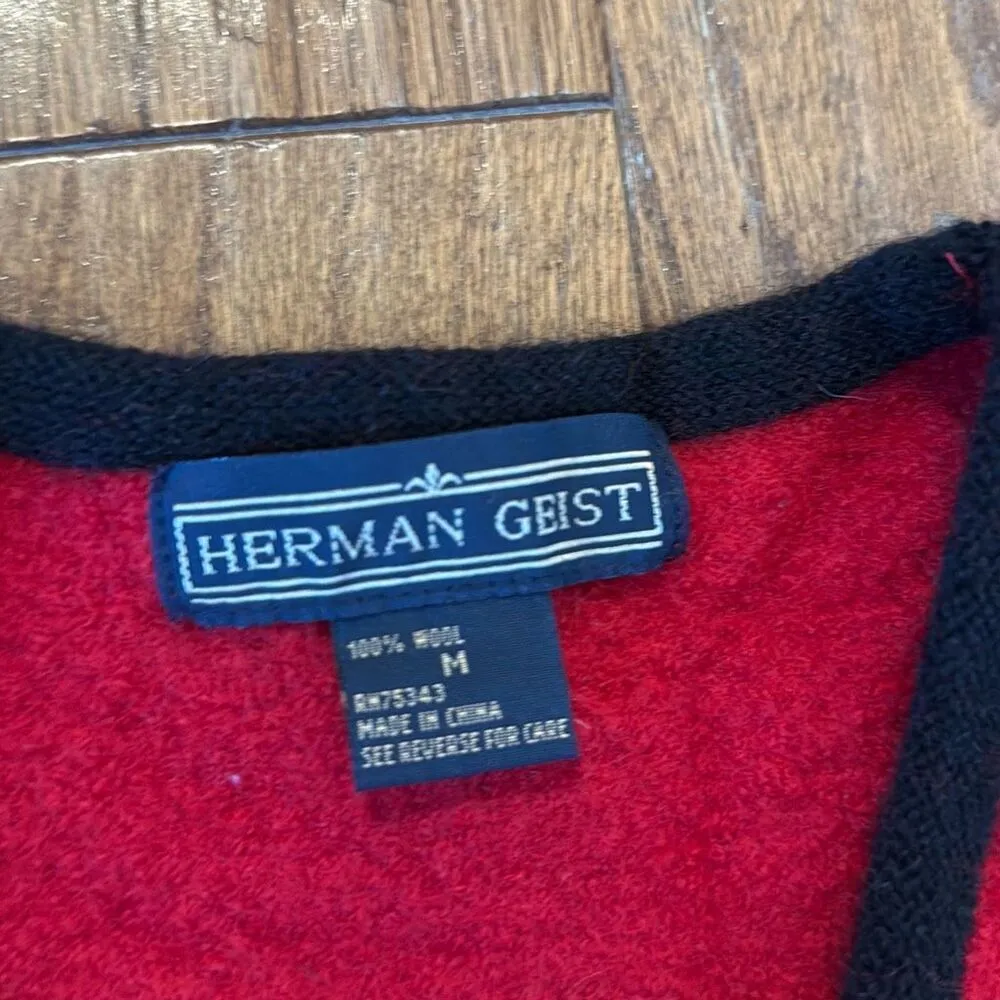 HERMAN GEIST
100% WOOL
M
RN75343
MADE IN CHINA
SEE REVERSE FOR CARE